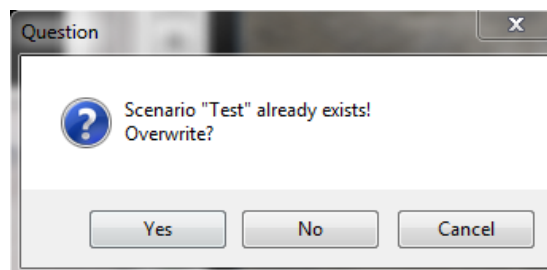 Question
Scenario "Test" already exists!
Overwrite?
Yes
No
Cancel